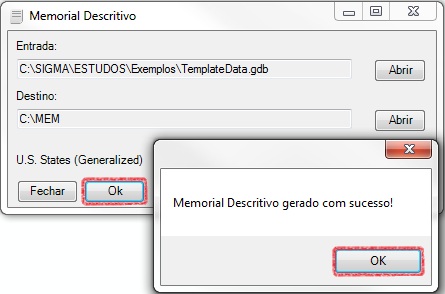 Memorial Descritivo
Entrada:
C:\SIGMA\ESTUDOS\Exemplos\TemplateData.gdb
Abrir
Destino:
C:\MEM
Abrir
U.S. States (Generalized)
Fechar
Ok
Memorial Descritivo gerado com sucesso!
OK